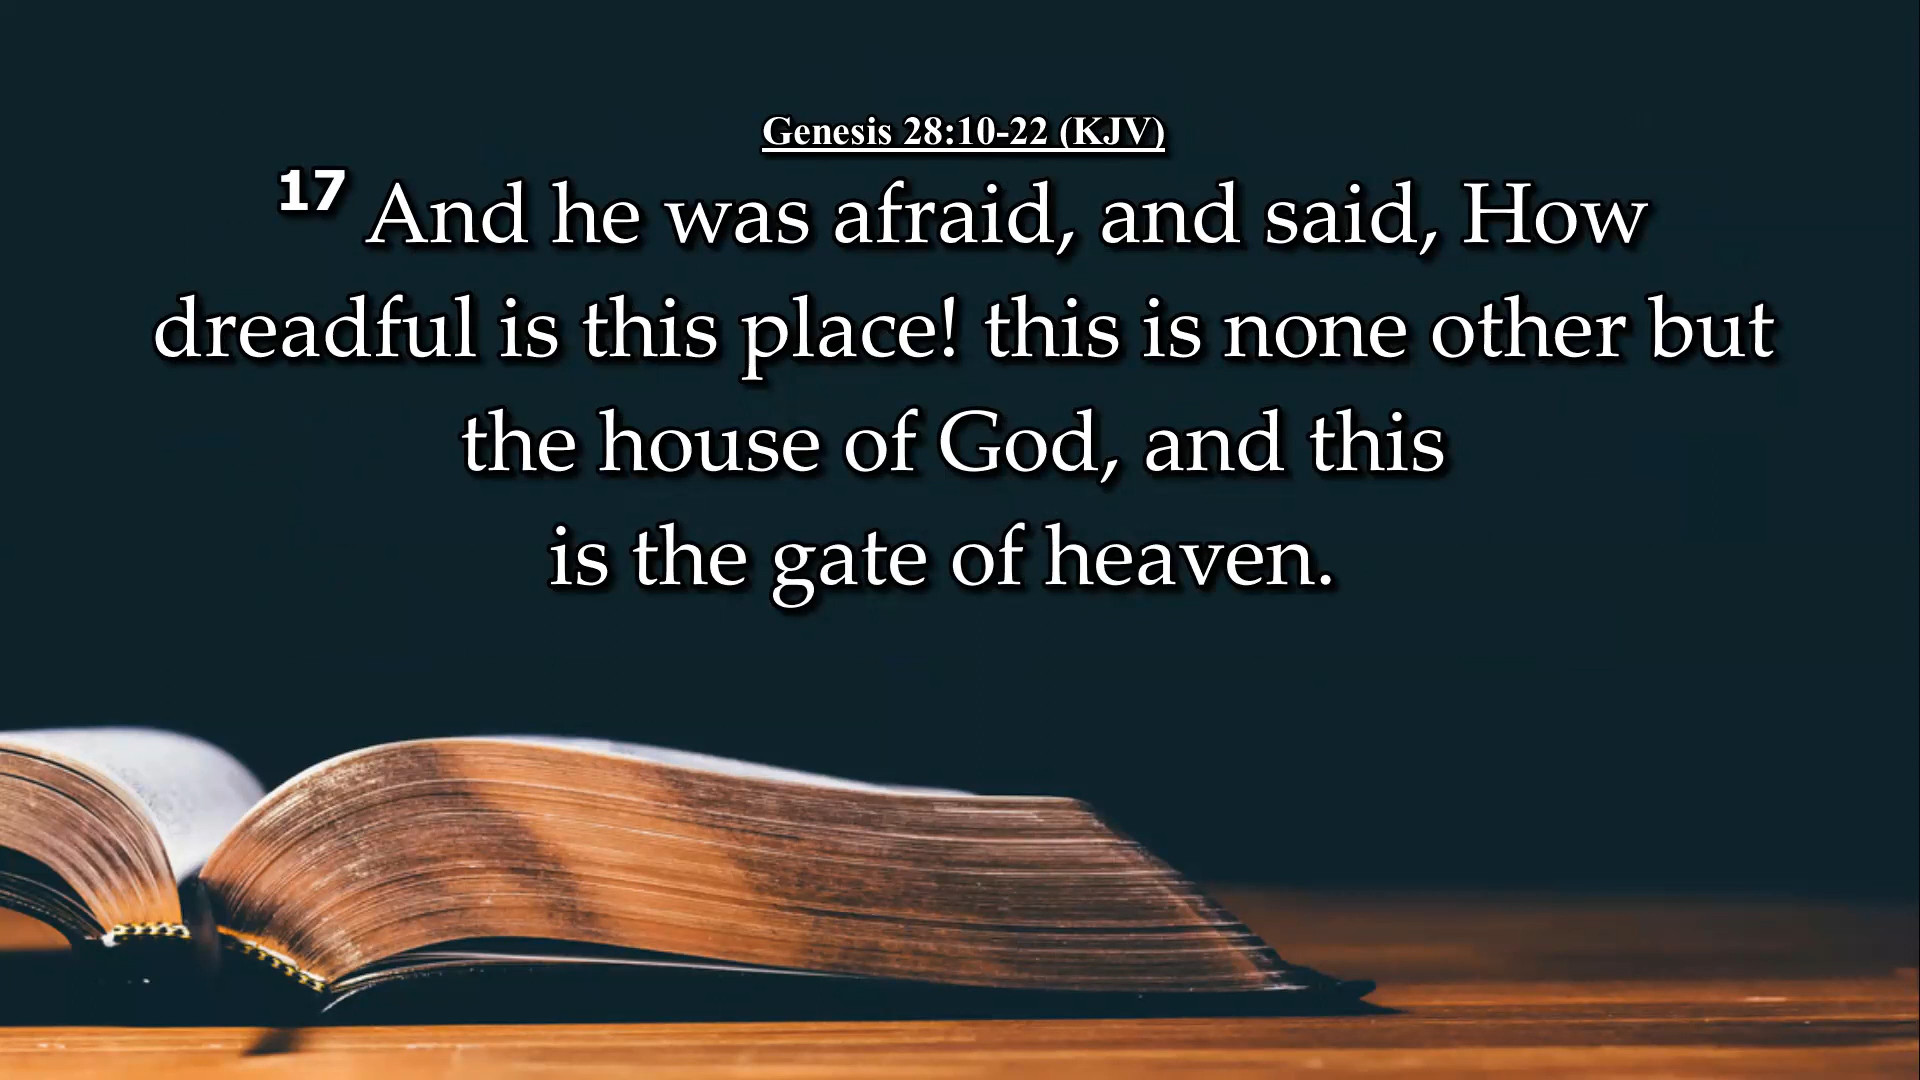 Genesis 28:10-22 (KJV)
17 And he was afraid, and said, How
dreadful is this place! this is none other but
the house of God, and this
is the gate of heaven.